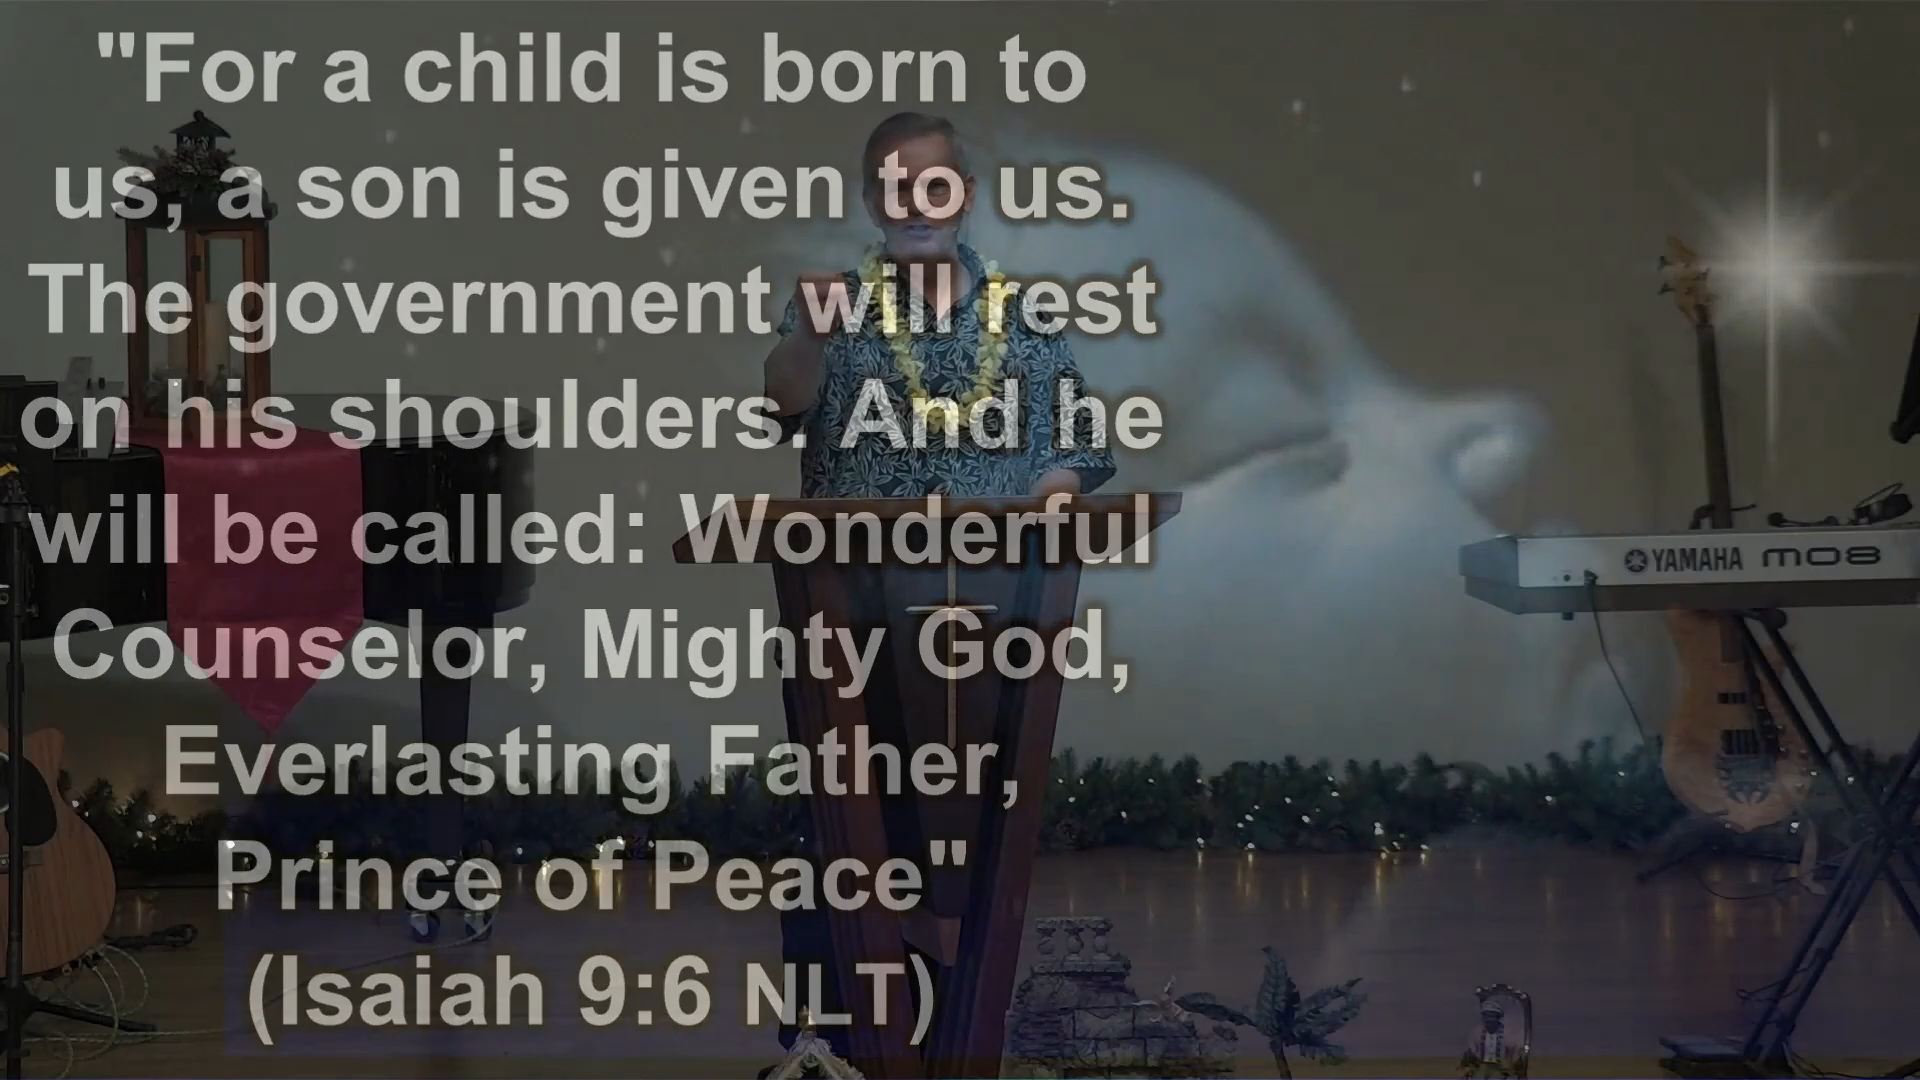 "For a child is born to
us, a son is given to us.
The government will rest
on his shoulders. And he
will be called: Wonderful
Counselor, Mighty God,
Everlasting Father,
Prince of Peace"
(Isaiah 9:6 NLT)
YAMAHA MO8